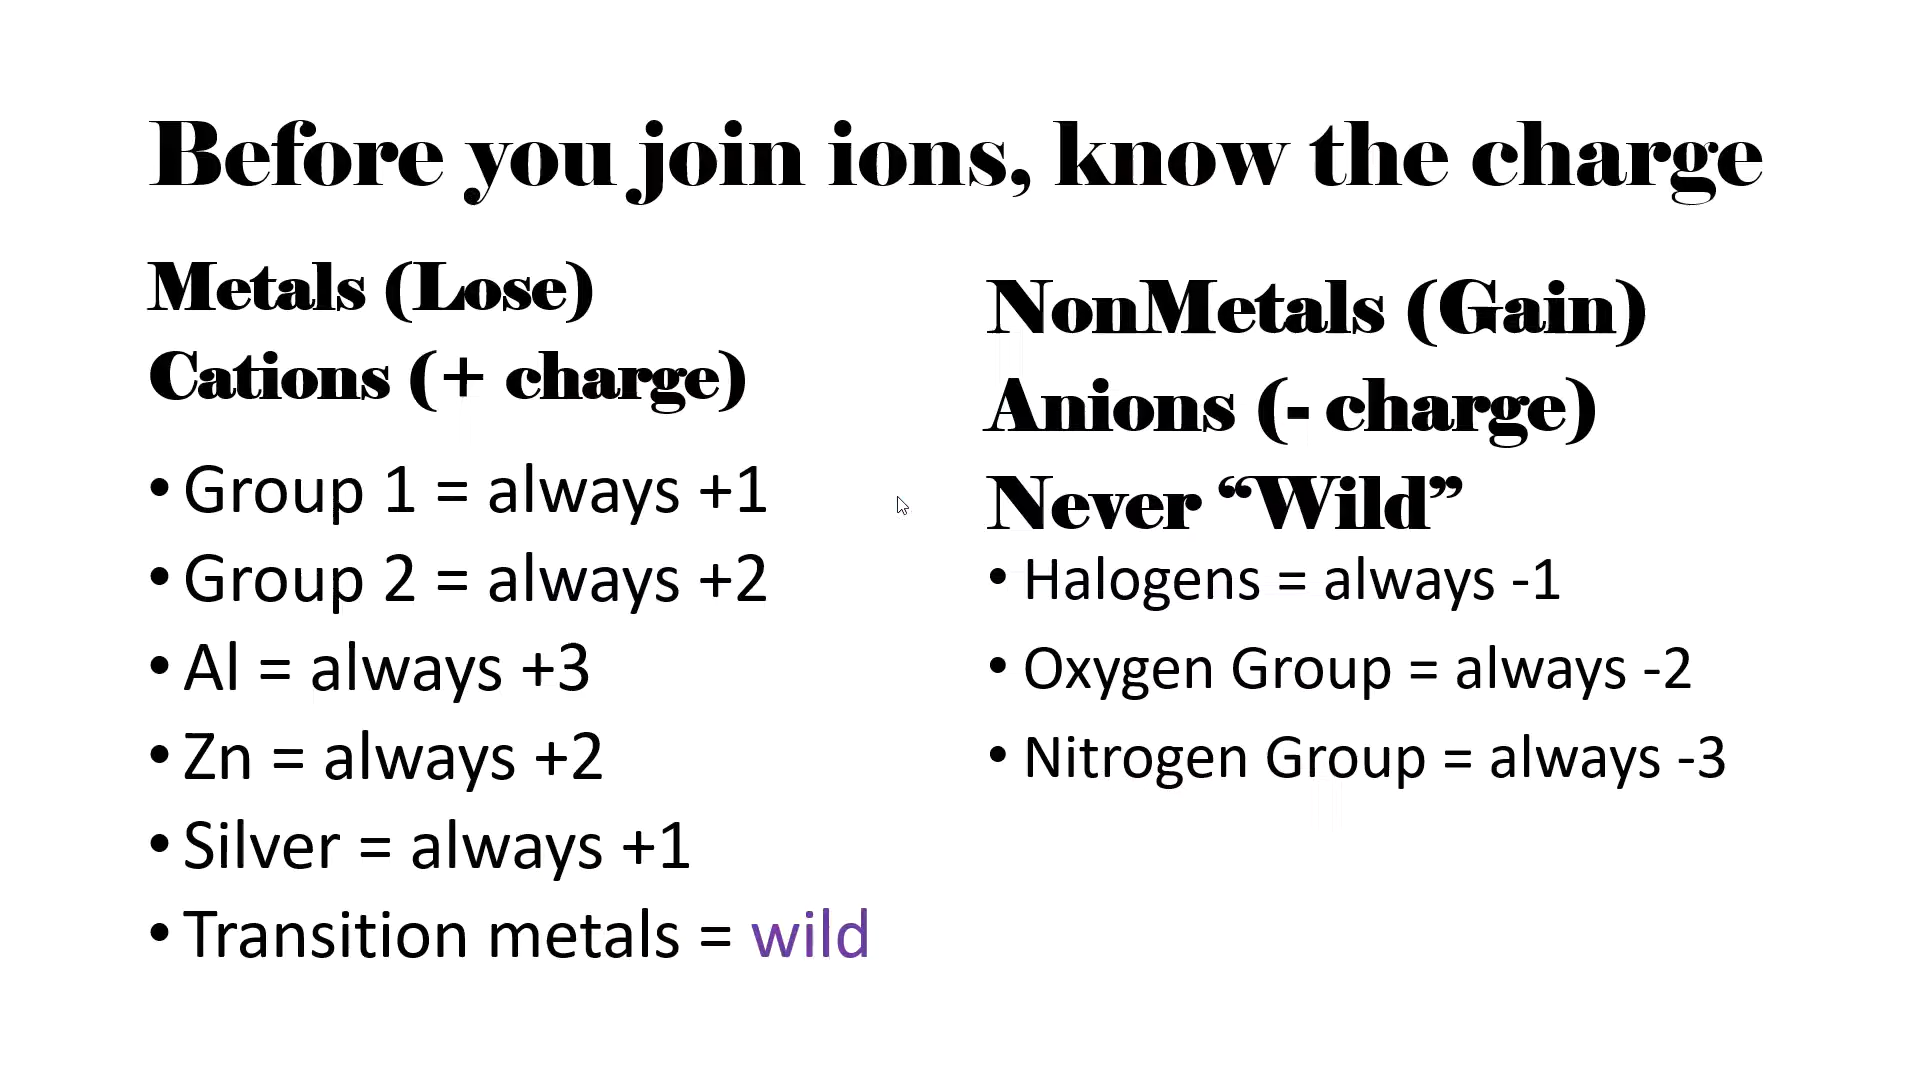 Before you join ions, know the charge
Metals (Lose)
Cations (+ charge)
• Group 1 = always +1
• Group 2 = always +2
• Al = always +3
• Zn = always +2
• Silver = always +1
• Transition metals = wild
NonMetals (Gain)
Anions (- charge)
Never “Wild”
• Halogens = always -1
• Oxygen Group = always -2
• Nitrogen Group = always -3